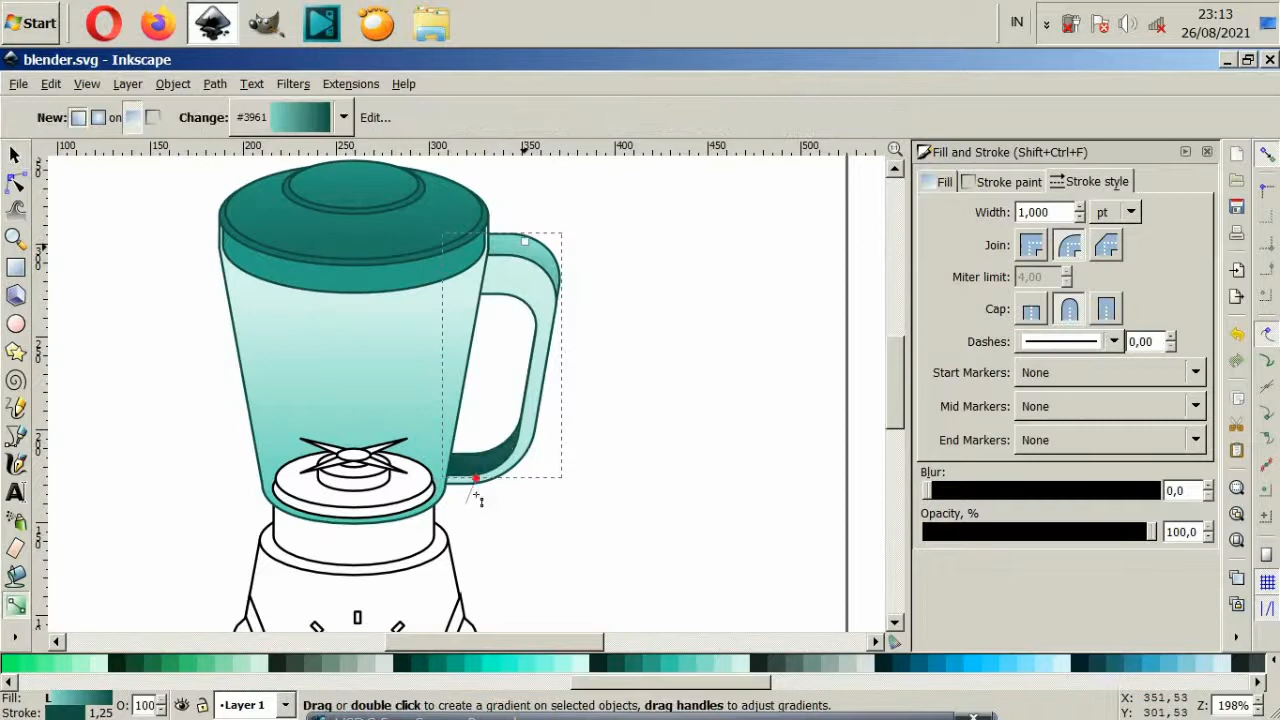 Start
IN
23:13
26/08/2021
blender.svg - Inkscape
File Edit View Layer Object Path Text Filters Extensions Help
New: on Change: #3961 Edit...
100 150 200 250 300 350 400 450 500
Fill and Stroke (Shift+Ctrl+F)
Fill Stroke paint Stroke style
Width: 1,000 pt
Join:
Miter limit: 4,00
Cap:
Dashes: 0,00
Start Markers: None
Mid Markers: None
End Markers: None
Blur:
0,0
Opacity, %
100,0
Fill: L
Stroke: 1,25
O: 100
Layer 1
Drag or double click to create a gradient on selected objects, drag handles to adjust gradients.
X: 351,53
Y: 301,53
Z: 198%